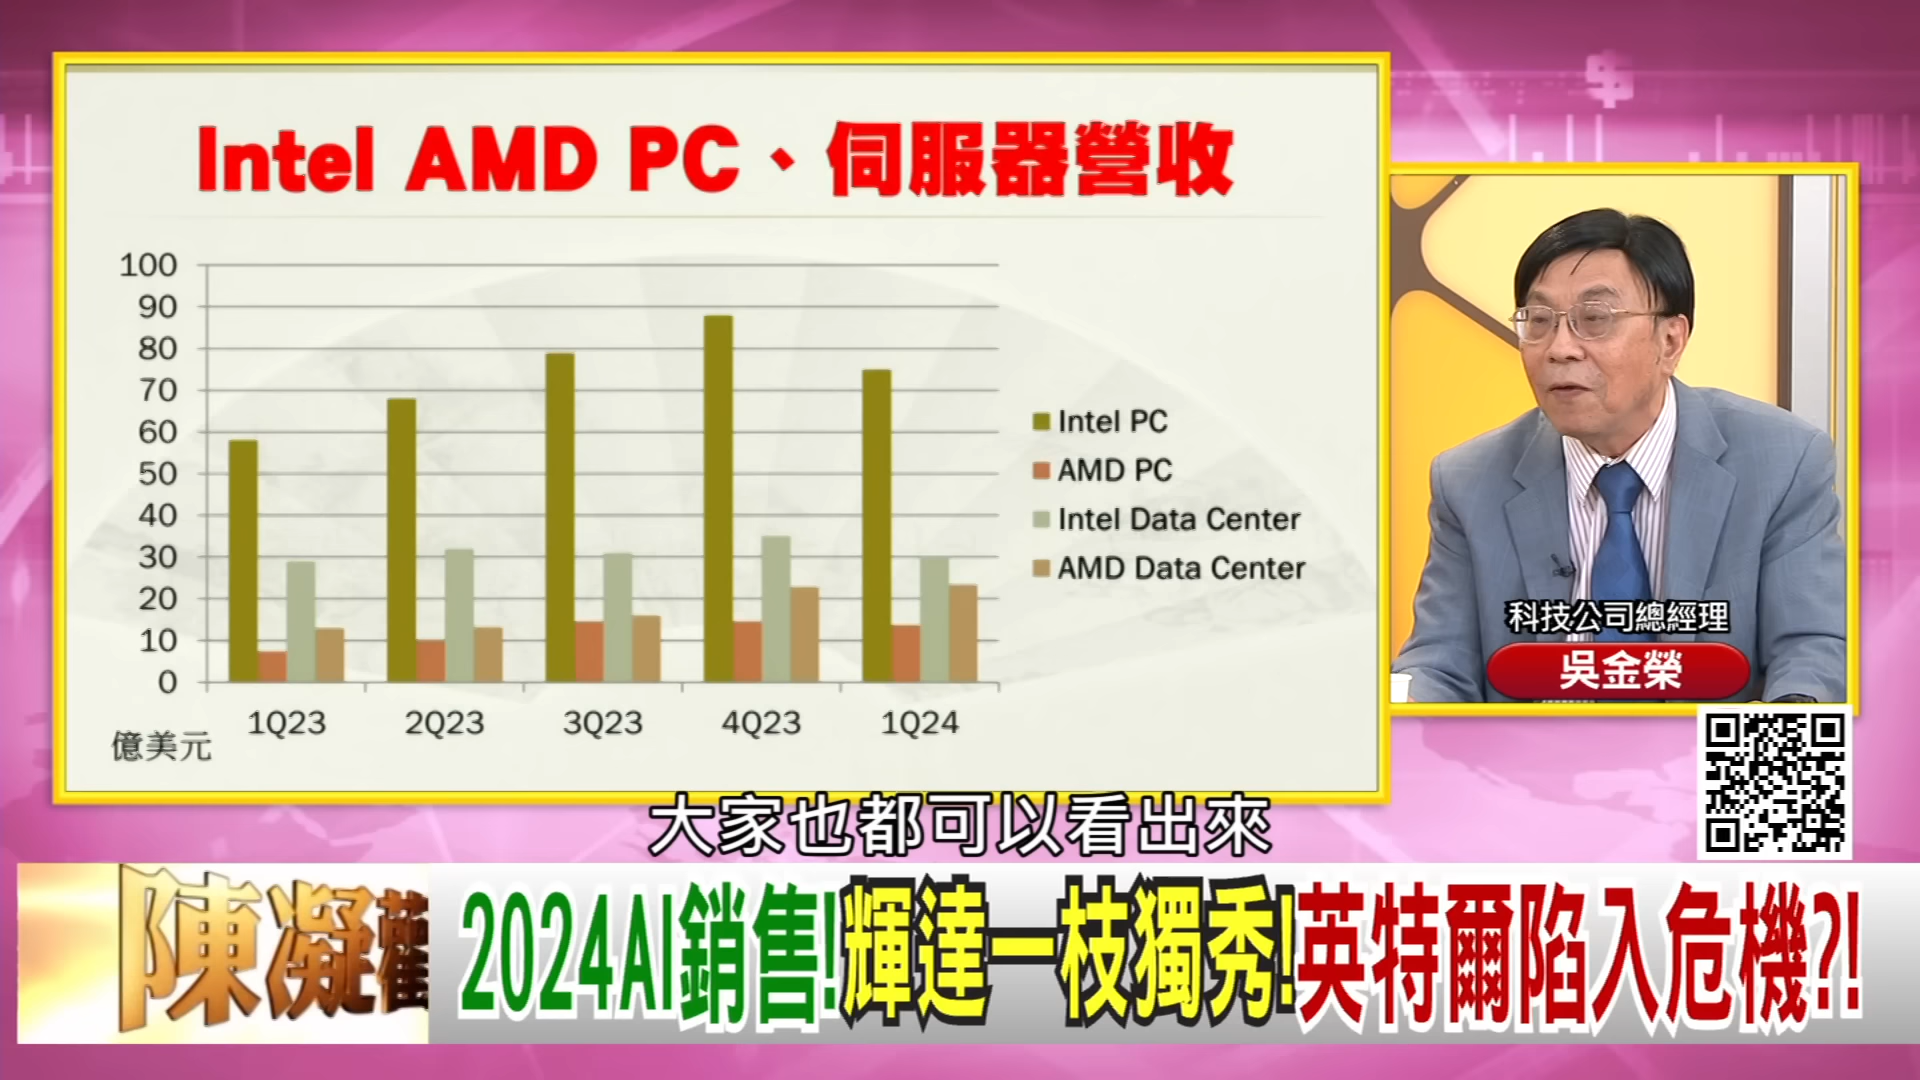 Intel AMD PC、伺服器營收
100
90
80
70
60
50
40
30
20
10
0
1Q23 2Q23 3Q23 4Q23 1Q24
億美元
Intel PC
AMD PC
Intel Data Center
AMD Data Center
科技公司總經理
吳金榮
大家也都可以看出來
陳凝觀
2024AI銷售!輝達一枝獨秀!英特爾陷入危機?!